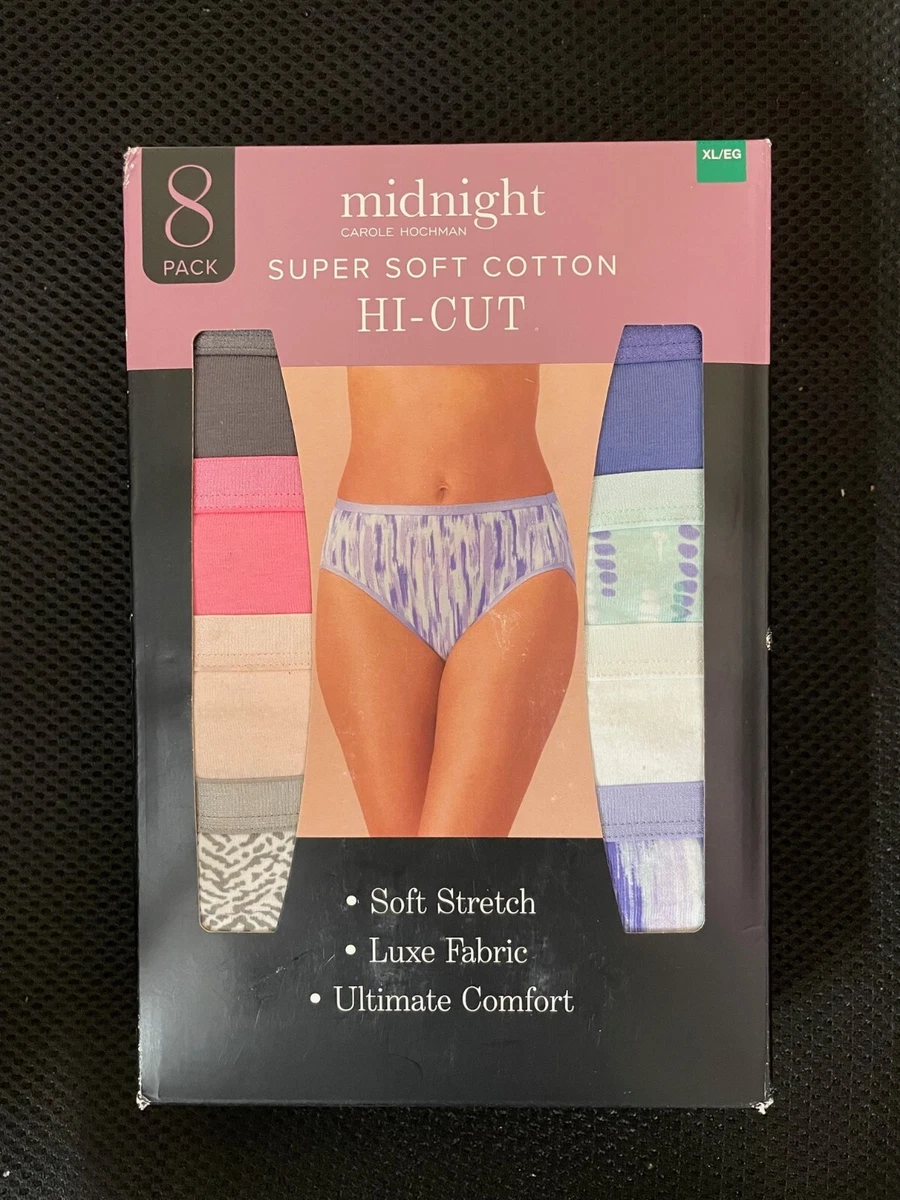 8
PACK
XL/EG
midnight
CAROLE HOCHMAN
SUPER SOFT COTTON
HI-CUT
• Soft Stretch
• Luxe Fabric
• Ultimate Comfort